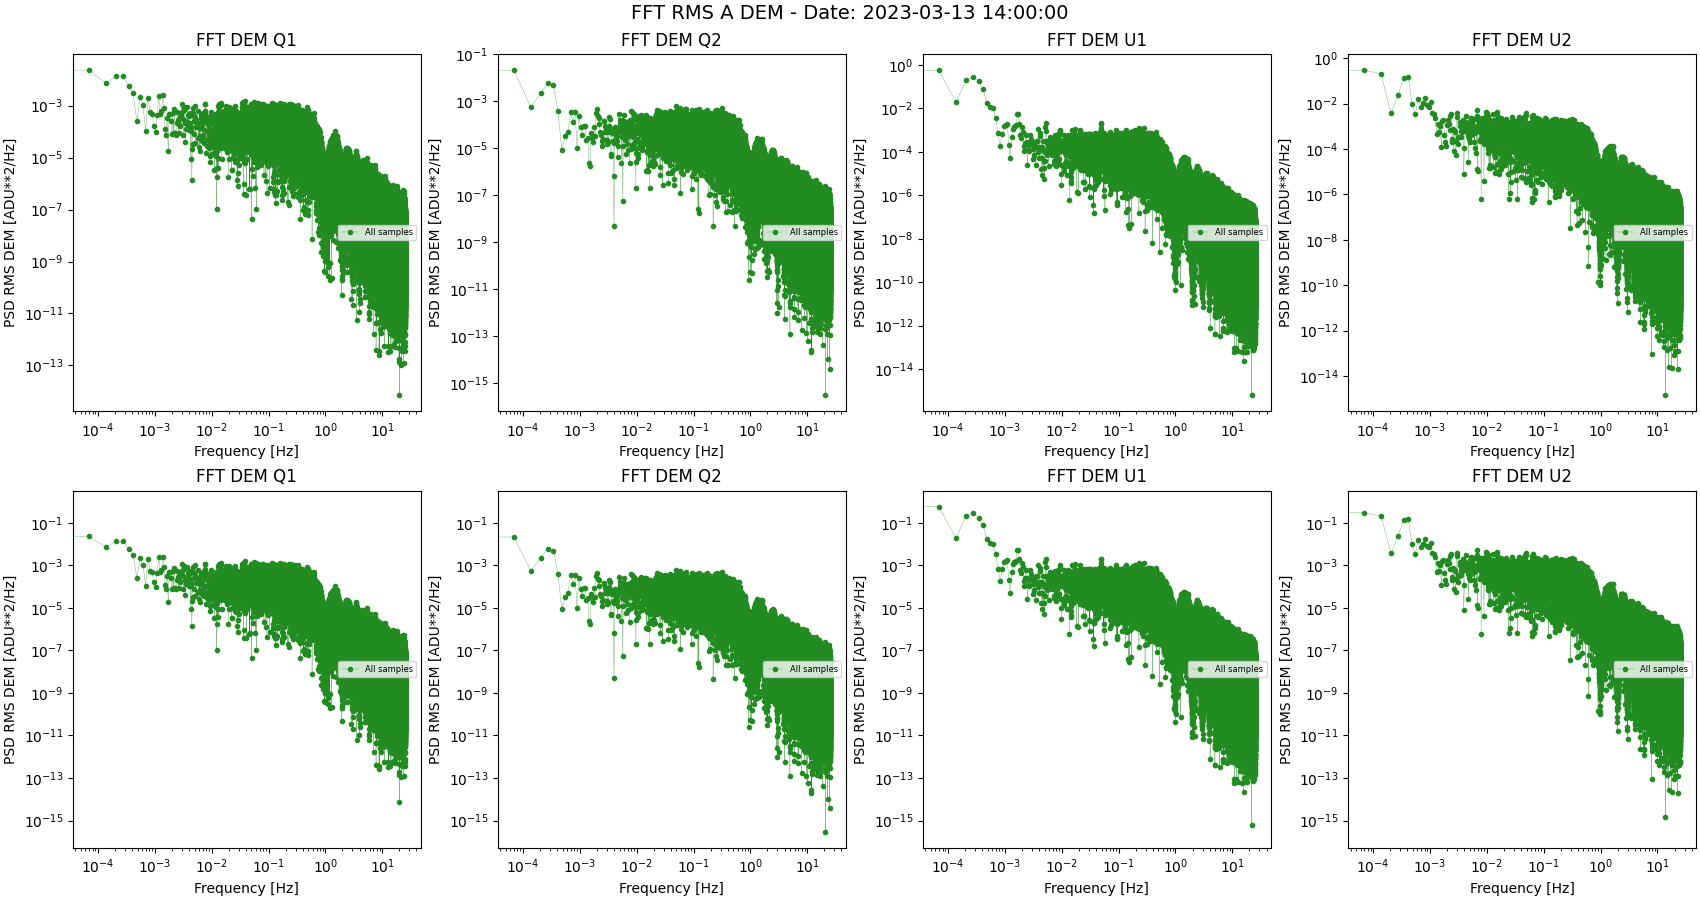 FFT RMS A DEM - Date: 2023-03-13 14:00:00
FFT DEM Q1
PSD RMS DEM [ADU**2/Hz]
10^-3
10^-5
10^-7
10^-9
10^-11
10^-13
All samples
10^-4 10^-3 10^-2 10^-1 10^0 10^1
Frequency [Hz]
FFT DEM Q2
PSD RMS DEM [ADU**2/Hz]
10^-1
10^-3
10^-5
10^-7
10^-9
10^-11
10^-13
10^-15
All samples
10^-4 10^-3 10^-2 10^-1 10^0 10^1
Frequency [Hz]
FFT DEM U1
PSD RMS DEM [ADU**2/Hz]
10^0
10^-2
10^-4
10^-6
10^-8
10^-10
10^-12
10^-14
All samples
10^-4 10^-3 10^-2 10^-1 10^0 10^1
Frequency [Hz]
FFT DEM U2
PSD RMS DEM [ADU**2/Hz]
10^0
10^-2
10^-4
10^-6
10^-8
10^-10
10^-12
10^-14
All samples
10^-4 10^-3 10^-2 10^-1 10^0 10^1
Frequency [Hz]
FFT DEM Q1
PSD RMS DEM [ADU**2/Hz]
10^-1
10^-3
10^-5
10^-7
10^-9
10^-11
10^-13
10^-15
All samples
10^-4 10^-3 10^-2 10^-1 10^0 10^1
Frequency [Hz]
FFT DEM Q2
PSD RMS DEM [ADU**2/Hz]
10^-1
10^-3
10^-5
10^-7
10^-9
10^-11
10^-13
10^-15
All samples
10^-4 10^-3 10^-2 10^-1 10^0 10^1
Frequency [Hz]
FFT DEM U1
PSD RMS DEM [ADU**2/Hz]
10^-1
10^-3
10^-5
10^-7
10^-9
10^-11
10^-13
10^-15
All samples
10^-4 10^-3 10^-2 10^-1 10^0 10^1
Frequency [Hz]
FFT DEM U2
PSD RMS DEM [ADU**2/Hz]
10^-1
10^-3
10^-5
10^-7
10^-9
10^-11
10^-13
10^-15
All samples
10^-4 10^-3 10^-2 10^-1 10^0 10^1
Frequency [Hz]